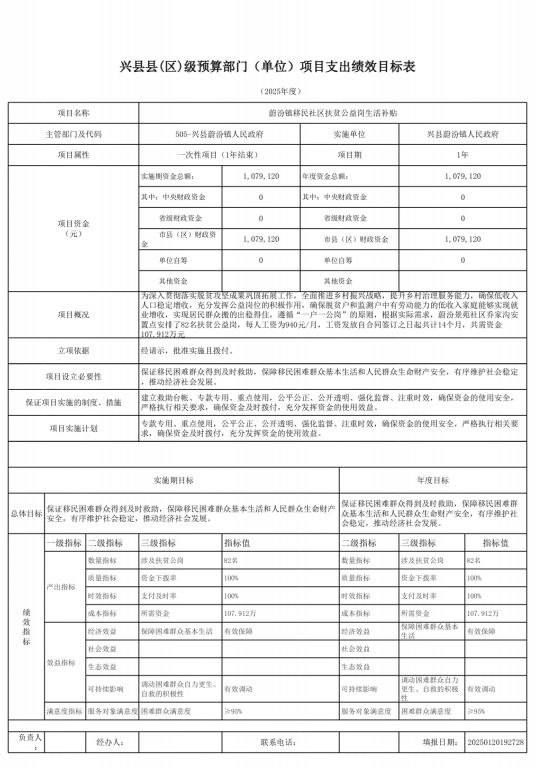 兴县县(区)级预算部门（单位）项目支出绩效目标表
（2025年度）
项目名称 蔚汾镇移民社区扶贫公益岗生活补贴
主管部门及代码 505-兴县蔚汾镇人民政府 实施单位 兴县蔚汾镇人民政府
项目属性 一次性项目（1年结束） 项目期 1年
项目资金
（元）
实施期资金总额： 1,079,120 年度资金总额： 1,079,120
其中：中央财政资金 0 其中：中央财政资金 0
省级财政资金 0 省级财政资金 0
市县（区）财政资
金 1,079,120 市县（区）财政资金 1,079,120
单位自筹 0 单位自筹 0
其他资金 其他资金
项目概况
为深入贯彻落实脱贫攻坚成果巩固拓展工作，全面推进乡村振兴战略，提升乡村治理服务能力，确保低收入
人口稳定增收，充分发挥公益岗位的积极作用，确保脱贫户和监测户中有劳动能力的低收入家庭能够实现就
业增收，实现居民群众搬的出稳得住，遵循“一户一公岗”的原则，根据实际需求，蔚汾景苑社区乔家沟安
置点安排了82名扶贫公益岗，每人工资为940元/月，工资发放自合同签订之日起共计14个月，共需资金
107.912万元
立项依据 经请示，批准实施且拨付。
项目设立必要性
保证移民困难群众得到及时救助，保障移民困难群众基本生活和人民群众生命财产安全，有序维护社会稳定
，推动经济社会发展。
保证项目实施的制度、措施
建立救助台帐、专款专用、重点使用，公平公正、公开透明、强化监督、注重时效，确保资金的使用安全，
严格执行相关要求，确保资金及时拨付，充分发挥资金的使用效益。
项目实施计划
专款专用、重点使用，公平公正、公开透明、强化监督、注重时效，确保资金的使用安全，严格执行相关要
求，确保资金及时拨付，充分发挥资金的使用效益。
实施期目标 年度目标
总体目标
保证移民困难群众得到及时救助，保障移民困难群众基本生活和人民群众生命财产
安全，有序维护社会稳定，推动经济社会发展。
保证移民困难群众得到及时救助，保障移民困难群
众基本生活和人民群众生命财产安全，有序维护社
会稳定，推动经济社会发展。
绩
效
指
标
一级指标 二级指标 三级指标 指标值 二级指标 三级指标 指标值
产出指标
数量指标 涉及扶贫公岗 82名 数量指标 涉及扶贫公岗 82名
质量指标 资金下拨率 100% 质量指标 资金下拨率 100%
时效指标 支付及时率 100% 时效指标 支付及时率 100%
成本指标 所需资金 107.912万 成本指标 所需资金 107.912万
效益指标
经济效益 保障困难群众基本生活 有效保障 经济效益 保障困难群众基本
生活 有效保障
社会效益 社会效益
生态效益 生态效益
可持续影响 调动困难群众自力更生、
自救的积极性 有效调动 可持续影响 调动困难群众自力
更生、自救的积极
性 有效调动
满意度指标 服务对象满意度 困难群众满意度 ≥95% 服务对象满意度 困难群众满意度 ≥95%
负责人
： 经办人： 联系电话： 填报日期： 20250120192728